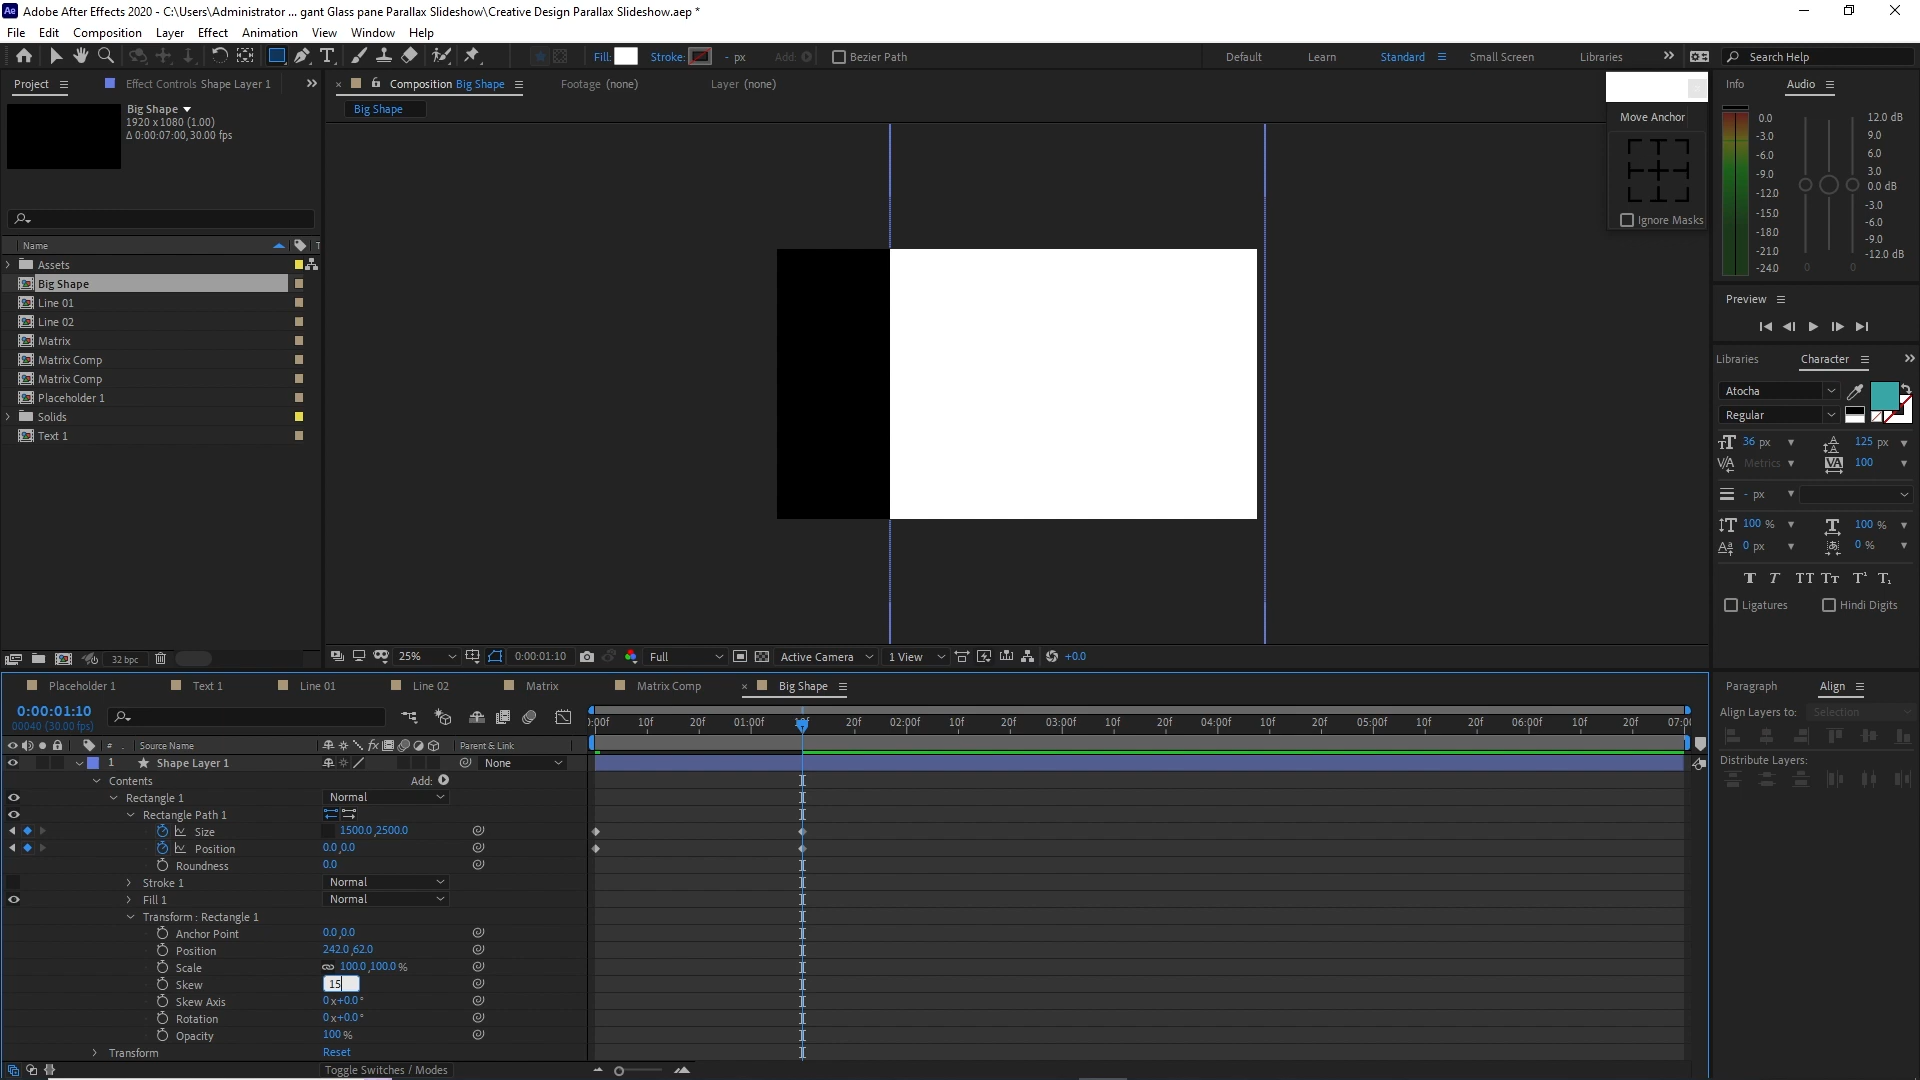 Adobe After Effects 2020 - C:\Users\Administrator ... gant Glass pane Parallax Slideshow\Creative Design Parallax Slideshow.aep *
File Edit Composition Layer Effect Animation View Window Help
Fill: Stroke: - px Add: Bezier Path Default Learn Standard Small Screen Libraries Search Help
Project Effect Controls Shape Layer 1
Composition Big Shape Footage (none) Layer (none)
Big Shape
Big Shape
1920 x 1080 (1.00)
Δ 0:00:07:00, 30.00 fps
Name
Assets
Big Shape
Line 01
Line 02
Matrix
Matrix Comp
Matrix Comp
Placeholder 1
Solids
Text 1
32 bpc
Move Anchor
Ignore Masks
25% 0:00:01:10 Full Active Camera 1 View +0.0
Info Audio
0.0
-3.0
-6.0
-9.0
-12.0
-15.0
-18.0
-21.0
-24.0
12.0 dB
9.0
6.0
3.0
0.0 dB
-3.0
-6.0
-9.0
-12.0 dB
0 0
Preview
Libraries Character
Atocha
Regular
36 px 125 px
Metrics 100
- px
100 % 100 %
0 px 0 %
Ligatures Hindi Digits
Paragraph Align
Align Layers to: Selection
Distribute Layers:
Placeholder 1 Text 1 Line 01 Line 02 Matrix Matrix Comp Big Shape
0:00:01:10
00040 (30.00 fps)
0:00f 10f 20f 01:00f 20f 02:00f 10f 20f 03:00f 10f 20f 04:00f 10f 20f 05:00f 10f 20f 06:00f 10f 20f 07:00
# Source Name Parent & Link
1 Shape Layer 1 None
Contents Add:
Rectangle 1 Normal
Rectangle Path 1
Size 1500.0,2500.0
Position 0.0,0.0
Roundness 0.0
Stroke 1 Normal
Fill 1 Normal
Transform : Rectangle 1
Anchor Point 0.0,0.0
Position 242.0,62.0
Scale 100.0,100.0 %
Skew 15
Skew Axis 0 x+0.0 °
Rotation 0 x+0.0 °
Opacity 100 %
Transform Reset
Toggle Switches / Modes